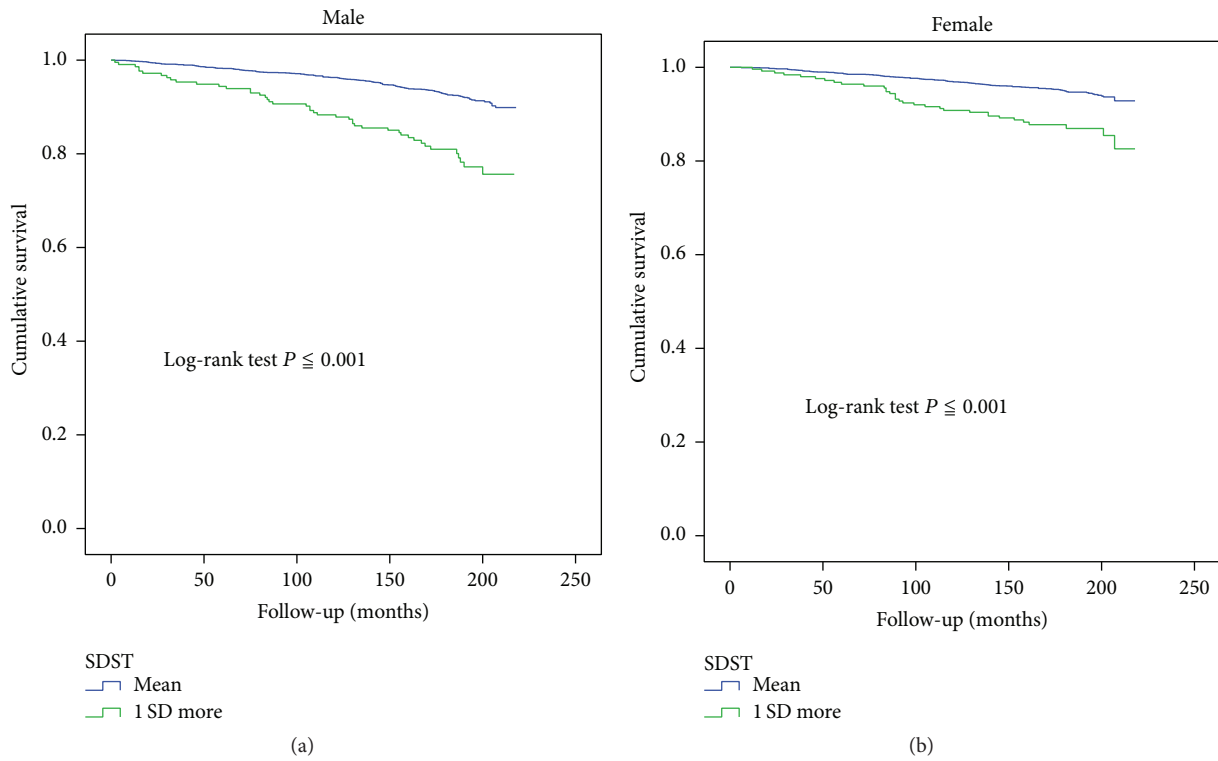 Male
1.0
0.8
0.6
0.4
0.2
0.0
Cumulative survival
Log-rank test P ≦ 0.001
0 50 100 150 200 250
Follow-up (months)
SDST
Mean
1 SD more
(a)
Female
1.0
0.8
0.6
0.4
0.2
0.0
Cumulative survival
Log-rank test P ≦ 0.001
0 50 100 150 200 250
Follow-up (months)
SDST
Mean
1 SD more
(b)